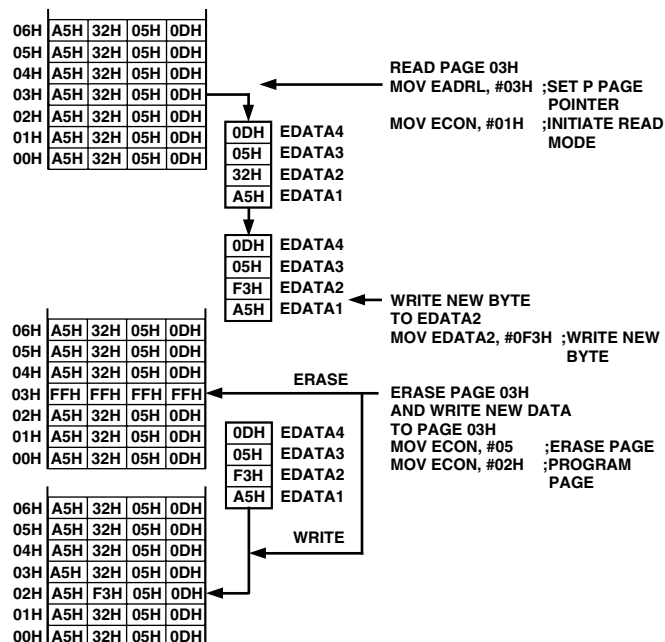 06H A5H 32H 05H 0DH
05H A5H 32H 05H 0DH
04H A5H 32H 05H 0DH
03H A5H 32H 05H 0DH
02H A5H 32H 05H 0DH
01H A5H 32H 05H 0DH
00H A5H 32H 05H 0DH
READ PAGE 03H
MOV EADRL, #03H ;SET P PAGE
POINTER
MOV ECON, #01H ;INITIATE READ
MODE
0DH EDATA4
05H EDATA3
32H EDATA2
A5H EDATA1
0DH EDATA4
05H EDATA3
F3H EDATA2
A5H EDATA1
WRITE NEW BYTE
TO EDATA2
MOV EDATA2, #0F3H ;WRITE NEW
BYTE
06H A5H 32H 05H 0DH
05H A5H 32H 05H 0DH
04H A5H 32H 05H 0DH
03H FFH FFH FFH FFH
02H A5H 32H 05H 0DH
01H A5H 32H 05H 0DH
00H A5H 32H 05H 0DH
ERASE
ERASE PAGE 03H
AND WRITE NEW DATA
TO PAGE 03H
MOV ECON, #05 ;ERASE PAGE
MOV ECON, #02H ;PROGRAM
PAGE
0DH EDATA4
05H EDATA3
F3H EDATA2
A5H EDATA1
WRITE
06H A5H 32H 05H 0DH
05H A5H 32H 05H 0DH
04H A5H 32H 05H 0DH
03H A5H 32H 05H 0DH
02H A5H F3H 05H 0DH
01H A5H 32H 05H 0DH
00H A5H 32H 05H 0DH